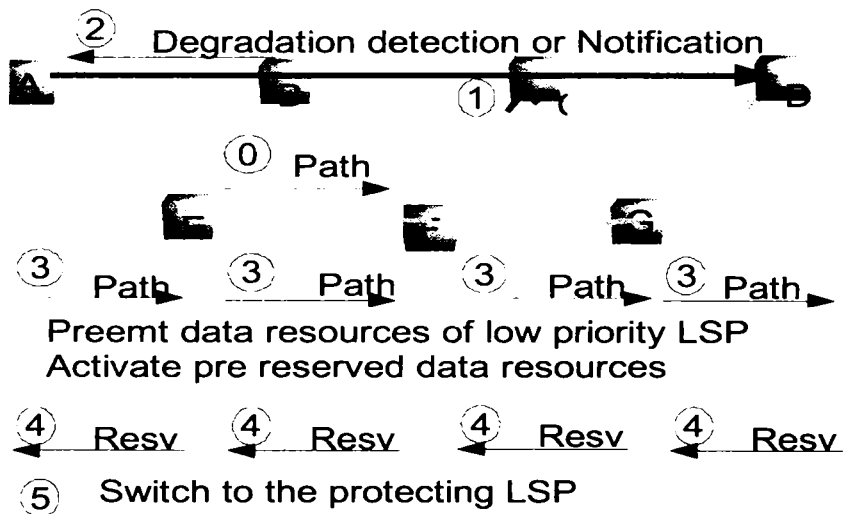 ② Degradation detection or Notification
A
①
⓪ Path
E G
③ Path ③ Path ③ Path ③ Path
Preemt data resources of low priority LSP
Activate pre reserved data resources
④ Resv ④ Resv ④ Resv ④ Resv
⑤ Switch to the protecting LSP